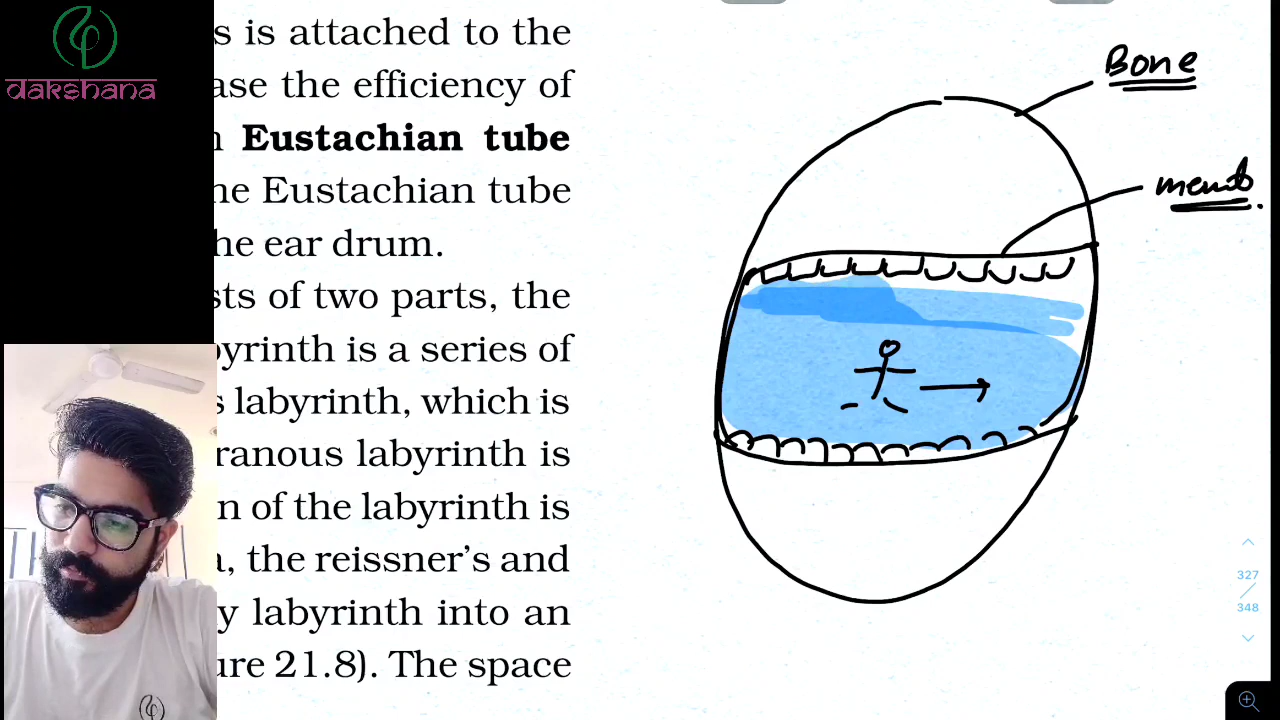 dakshana
s is attached to the
ase the efficiency of
n Eustachian tube
he Eustachian tube
he ear drum.
sts of two parts, the
byrinth is a series of
s labyrinth, which is
ranous labyrinth is
n of the labyrinth is
a, the reissner’s and
y labyrinth into an
ure 21.8). The space
Bone
memb.
327
348